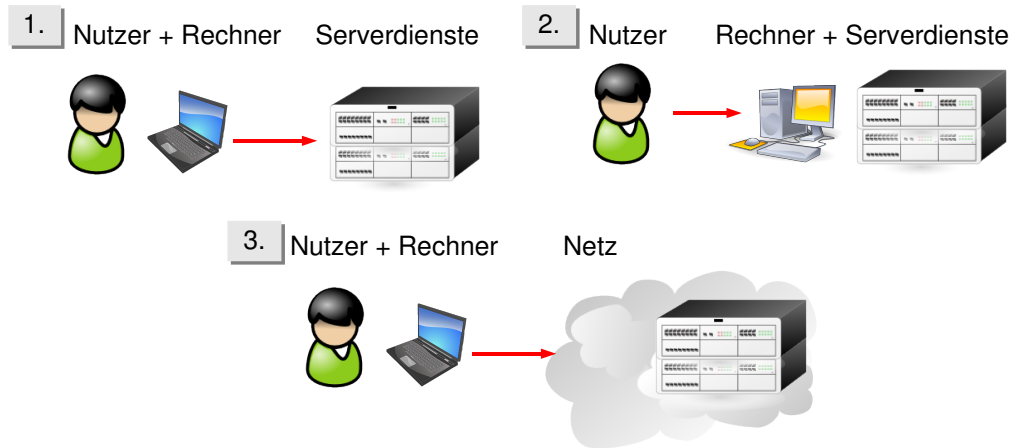 1. Nutzer + Rechner Serverdienste
2. Nutzer Rechner + Serverdienste
3. Nutzer + Rechner Netz